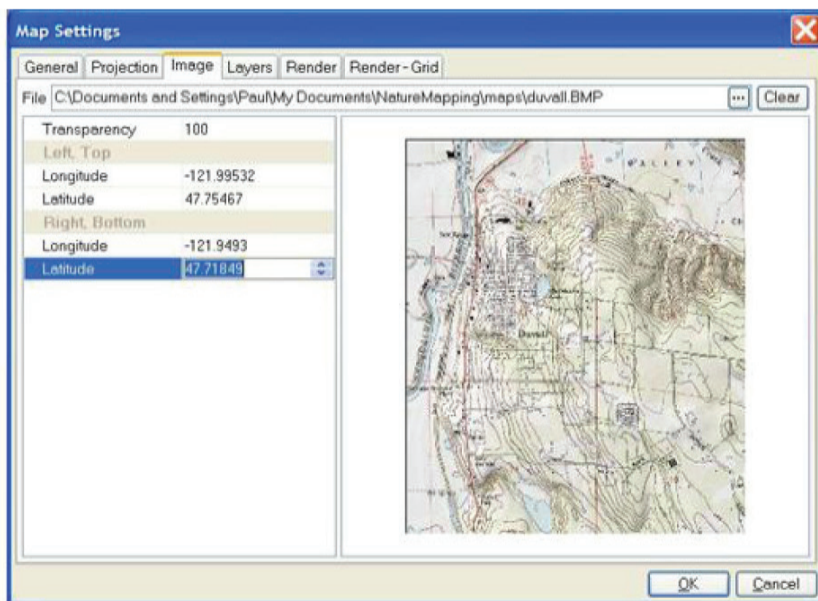 Map Settings
General Projection Image Layers Render Render-Grid
File C:\Documents and Settings\Paul\My Documents\NatureMapping\maps\duvall.BMP ... Clear
Transparency 100
Left, Top
Longitude -121.99532
Latitude 47.75467
Right, Bottom
Longitude -121.9493
Latitude 47.71849
ALLEY
Duvall
OK Cancel